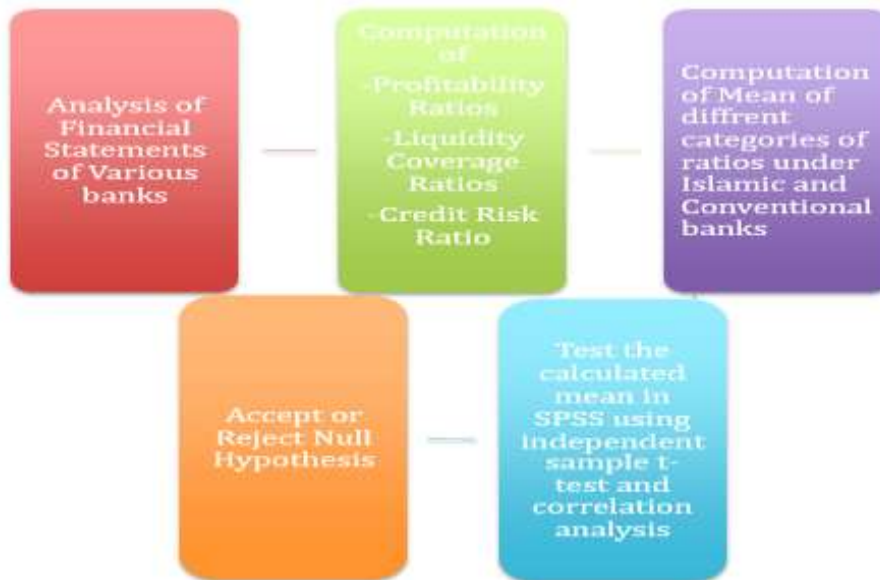 Analysis of
Financial
Statements
of Various
banks
Computation
of
-Profitability
Ratios
-Liquidity
Coverage
Ratios
-Credit Risk
Ratio
Computation
of Mean of
diffrent
categories of
ratios under
Islamic and
Conventional
banks
Test the
calculated
mean in
SPSS using
independent
sample t-
test and
correlation
analysis
Accept or
Reject Null
Hypothesis